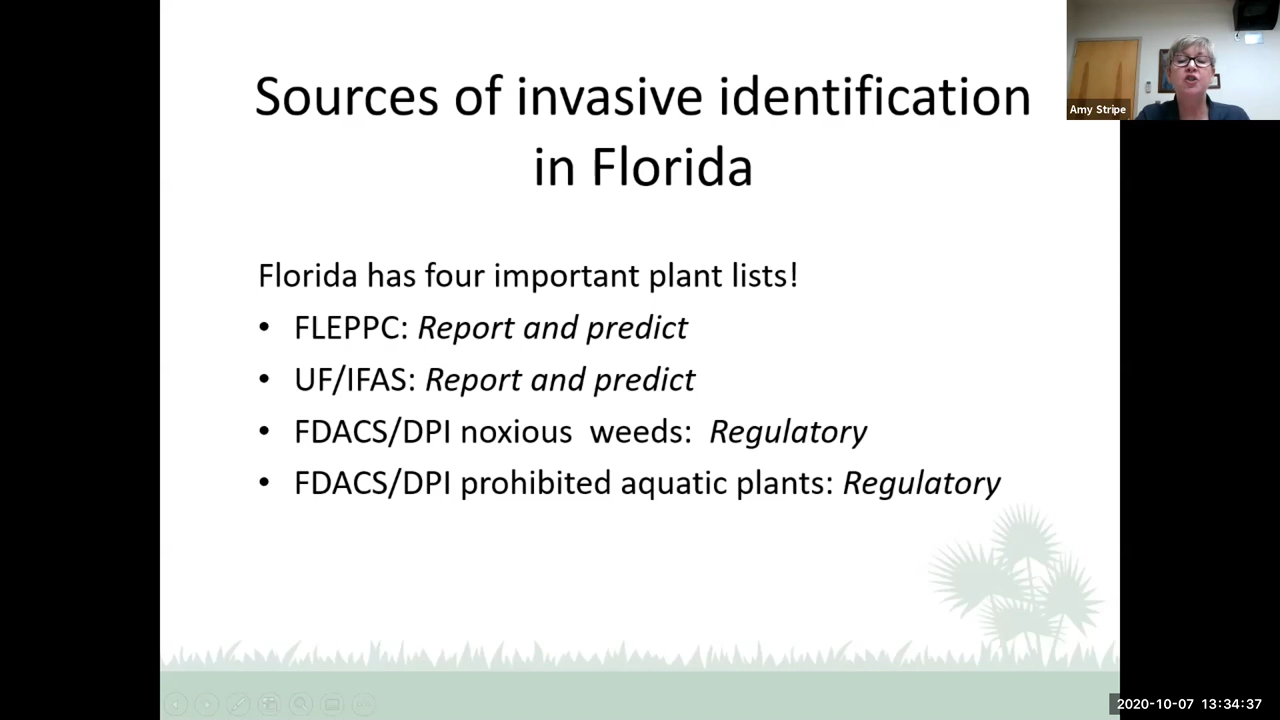 Sources of invasive identification
in Florida
Amy Stripe
Florida has four important plant lists!
• FLEPPC: Report and predict
• UF/IFAS: Report and predict
• FDACS/DPI noxious weeds: Regulatory
• FDACS/DPI prohibited aquatic plants: Regulatory
2020-10-07 13:34:37